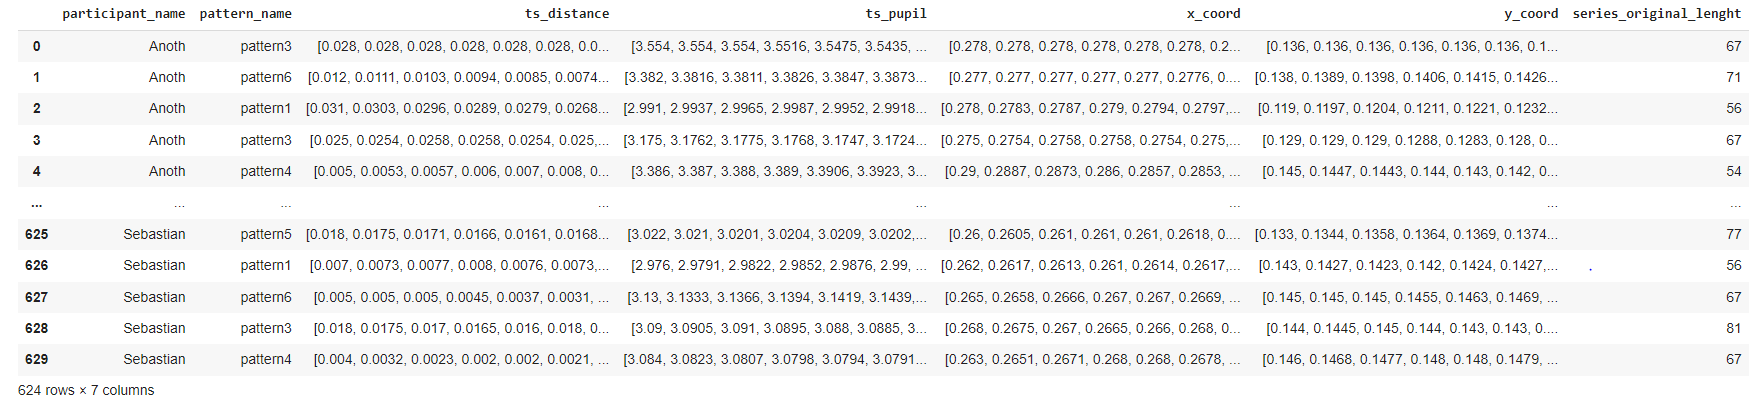 participant_name pattern_name ts_distance ts_pupil x_coord y_coord series_original_lenght
0 Anoth pattern3 [0.028, 0.028, 0.028, 0.028, 0.028, 0.028, 0.0... [3.554, 3.554, 3.554, 3.5516, 3.5475, 3.5435, ... [0.278, 0.278, 0.278, 0.278, 0.278, 0.278, 0.2... [0.136, 0.136, 0.136, 0.136, 0.136, 0.136, 0.1... 67
1 Anoth pattern6 [0.012, 0.0111, 0.0103, 0.0094, 0.0085, 0.0074... [3.382, 3.3816, 3.3811, 3.3826, 3.3847, 3.3873... [0.277, 0.277, 0.277, 0.277, 0.277, 0.2776, 0.... [0.138, 0.1389, 0.1398, 0.1406, 0.1415, 0.1426... 71
2 Anoth pattern1 [0.031, 0.0303, 0.0296, 0.0289, 0.0279, 0.0268... [2.991, 2.9937, 2.9965, 2.9987, 2.9952, 2.9918... [0.278, 0.2783, 0.2787, 0.279, 0.2794, 0.2797,... [0.119, 0.1197, 0.1204, 0.1211, 0.1221, 0.1232... 56
3 Anoth pattern3 [0.025, 0.0254, 0.0258, 0.0258, 0.0254, 0.025,... [3.175, 3.1762, 3.1775, 3.1768, 3.1747, 3.1724... [0.275, 0.2754, 0.2758, 0.2758, 0.2754, 0.275,... [0.129, 0.129, 0.129, 0.1288, 0.1283, 0.128, 0... 67
4 Anoth pattern4 [0.005, 0.0053, 0.0057, 0.006, 0.007, 0.008, 0... [3.386, 3.387, 3.388, 3.389, 3.3906, 3.3923, 3... [0.29, 0.2887, 0.2873, 0.286, 0.2857, 0.2853, ... [0.145, 0.1447, 0.1443, 0.144, 0.143, 0.142, 0... 54
... ... ... ... ... ... ... ...
625 Sebastian pattern5 [0.018, 0.0175, 0.0171, 0.0166, 0.0161, 0.0168... [3.022, 3.021, 3.0201, 3.0204, 3.0209, 3.0202,... [0.26, 0.2605, 0.261, 0.261, 0.261, 0.2618, 0.... [0.133, 0.1344, 0.1358, 0.1364, 0.1369, 0.1374... 77
626 Sebastian pattern1 [0.007, 0.0073, 0.0077, 0.008, 0.0076, 0.0073,... [2.976, 2.9791, 2.9822, 2.9852, 2.9876, 2.99, ... [0.262, 0.2617, 0.2613, 0.261, 0.2614, 0.2617,... [0.143, 0.1427, 0.1423, 0.142, 0.1424, 0.1427,... 56
627 Sebastian pattern6 [0.005, 0.005, 0.005, 0.0045, 0.0037, 0.0031, ... [3.13, 3.1333, 3.1366, 3.1394, 3.1419, 3.1439,... [0.265, 0.2658, 0.2666, 0.267, 0.267, 0.2669, ... [0.145, 0.145, 0.145, 0.1455, 0.1463, 0.1469, ... 67
628 Sebastian pattern3 [0.018, 0.0175, 0.017, 0.0165, 0.016, 0.018, 0... [3.09, 3.0905, 3.091, 3.0895, 3.088, 3.0885, 3... [0.268, 0.2675, 0.267, 0.2665, 0.266, 0.268, 0... [0.144, 0.1445, 0.145, 0.144, 0.143, 0.143, 0.... 81
629 Sebastian pattern4 [0.004, 0.0032, 0.0023, 0.002, 0.002, 0.0021, ... [3.084, 3.0823, 3.0807, 3.0798, 3.0794, 3.0791... [0.263, 0.2651, 0.2671, 0.268, 0.268, 0.2678, ... [0.146, 0.1468, 0.1477, 0.148, 0.148, 0.1479, ... 67
624 rows × 7 columns